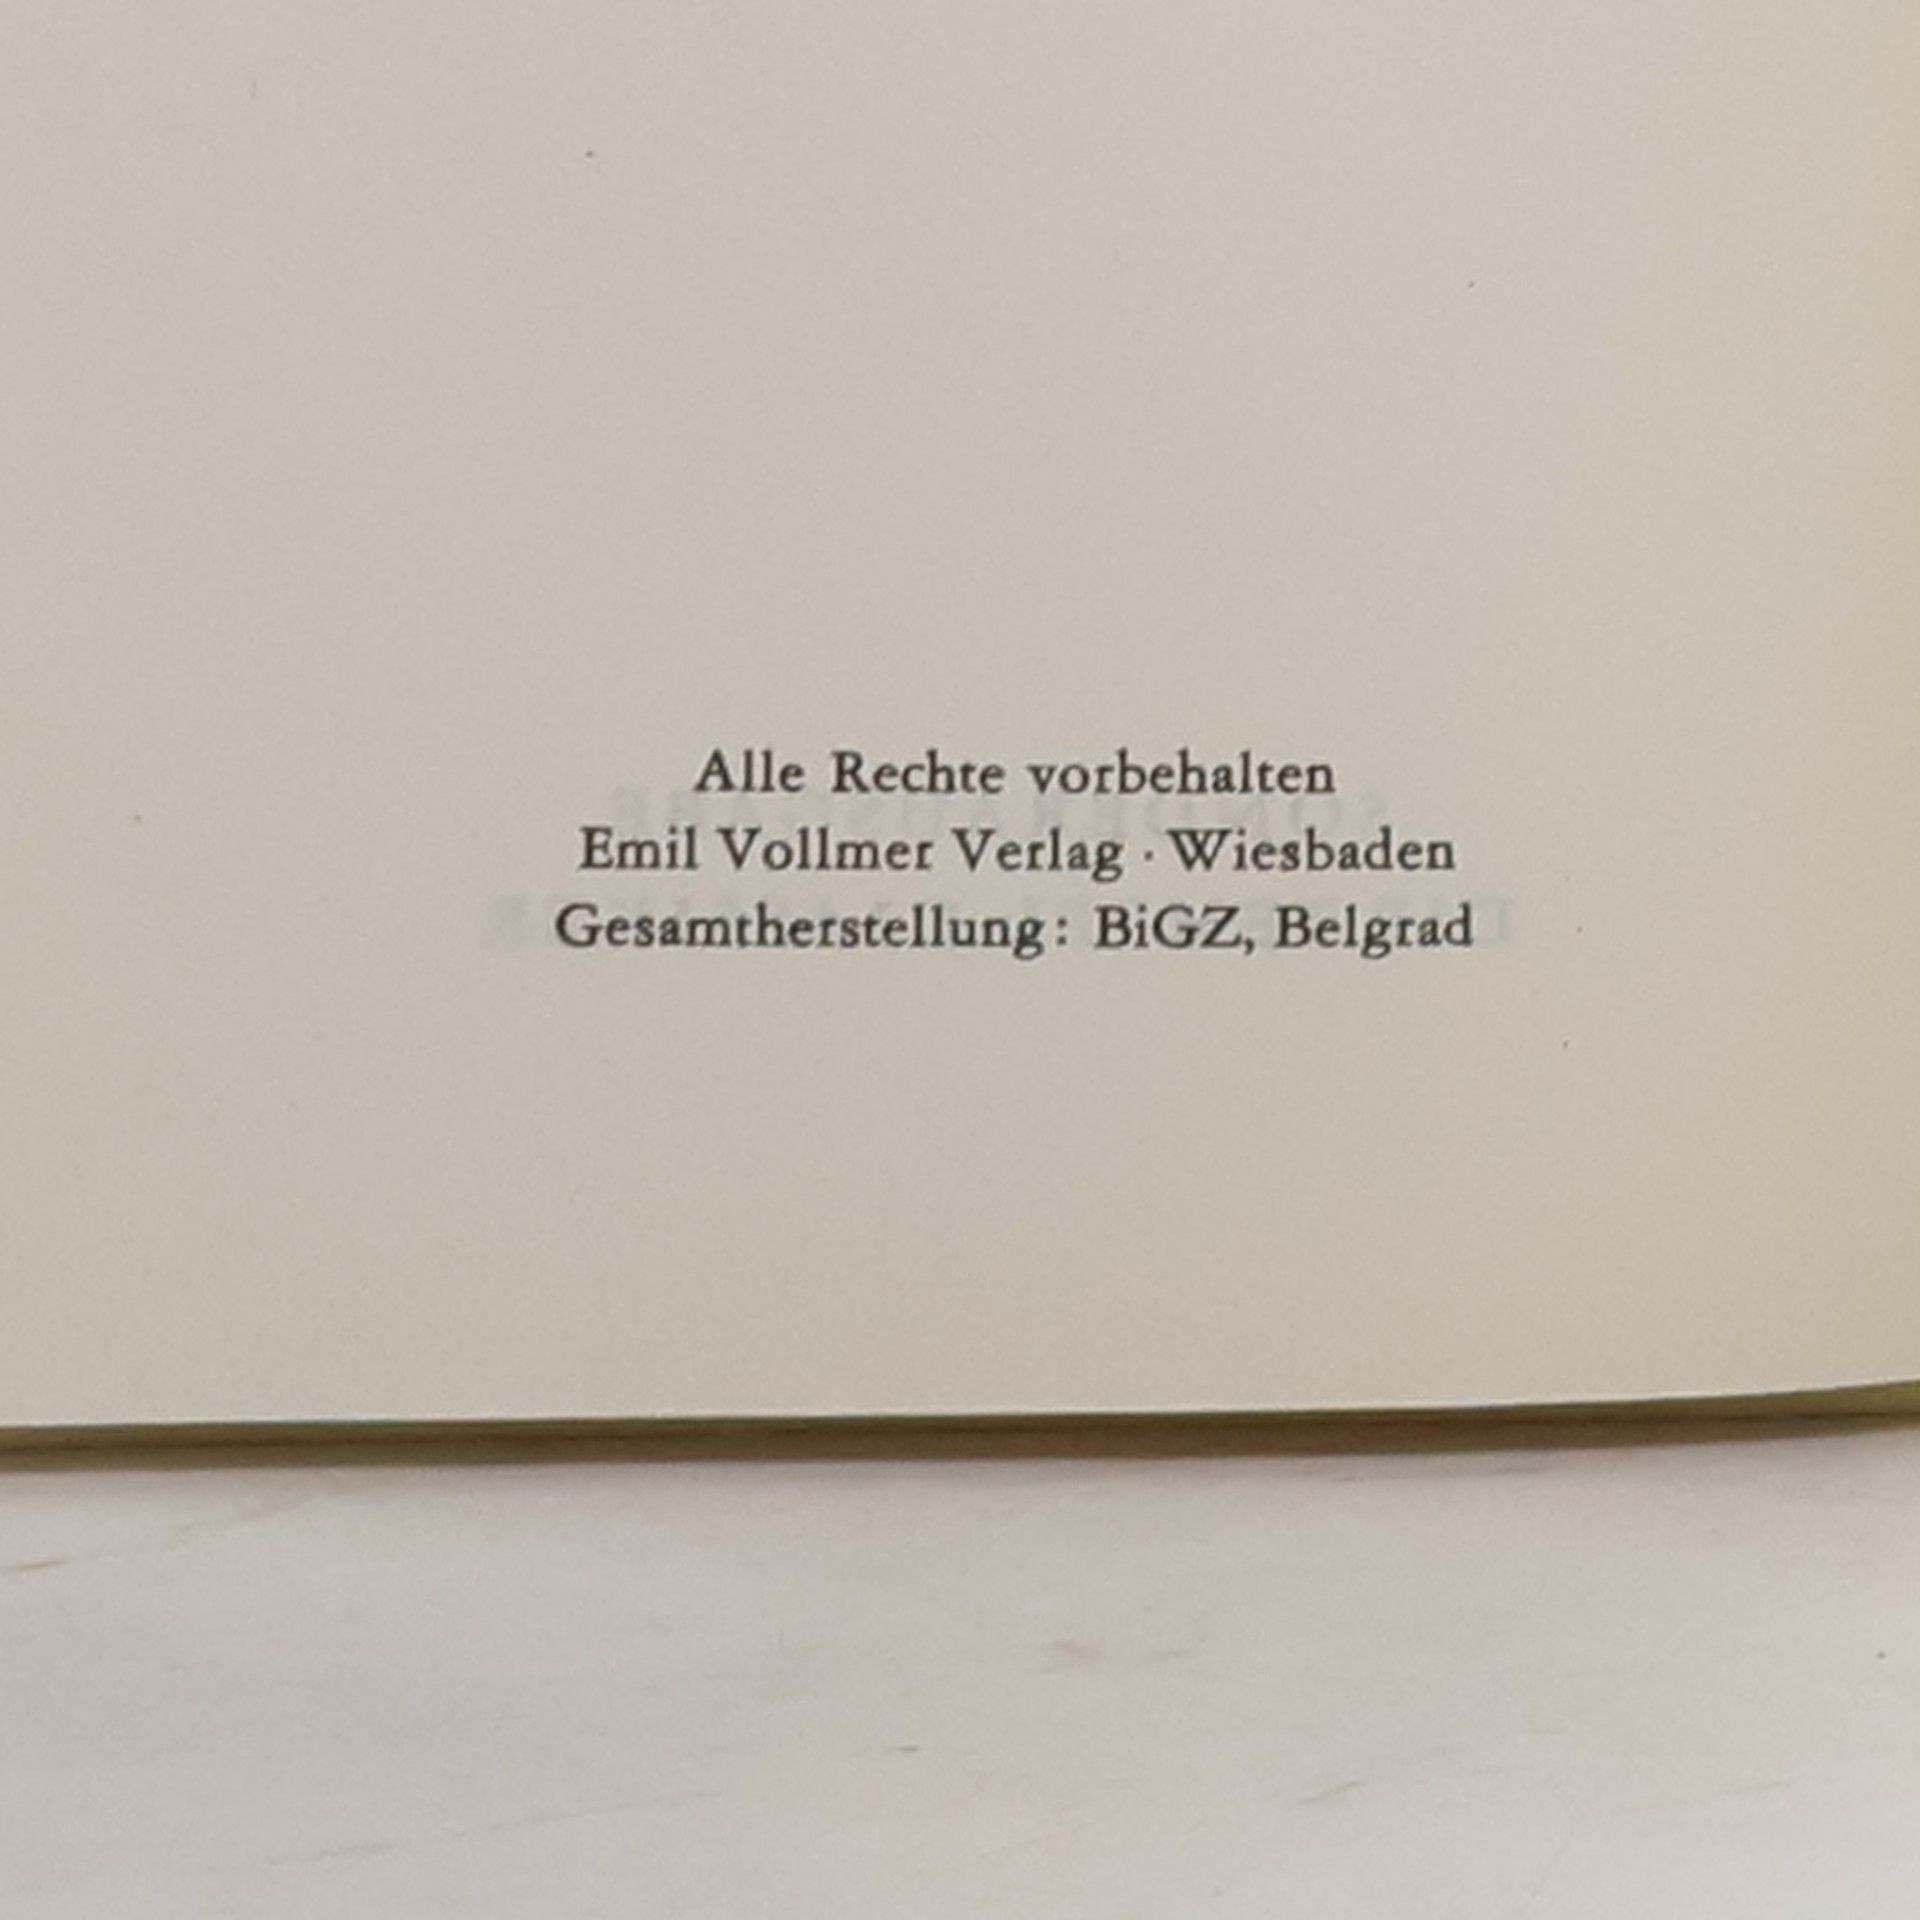 Alle Rechte vorbehalten
Emil Vollmer Verlag · Wiesbaden
Gesamtherstellung: BiGZ, Belgrad